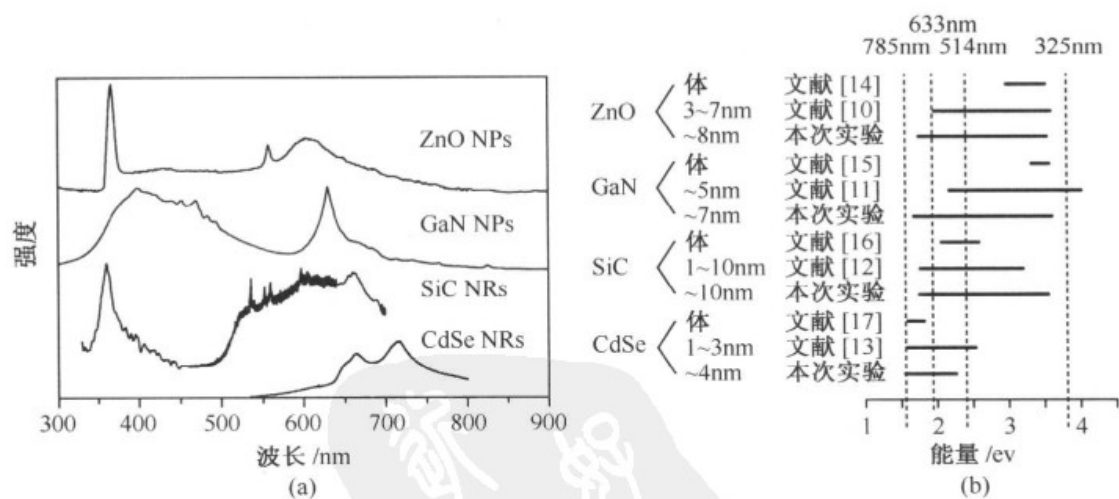 强度
ZnO NPs
GaN NPs
SiC NRs
CdSe NRs
300 400 500 600 700 800 900
波长 /nm
(a)
633nm
785nm 514nm 325nm
ZnO
体 文献 [14]
3~7nm 文献 [10]
~8nm 本次实验
GaN
体 文献 [15]
~5nm 文献 [11]
~7nm 本次实验
SiC
体 文献 [16]
1~10nm 文献 [12]
~10nm 本次实验
CdSe
体 文献 [17]
1~3nm 文献 [13]
~4nm 本次实验
1 2 3 4
能量 /ev
(b)